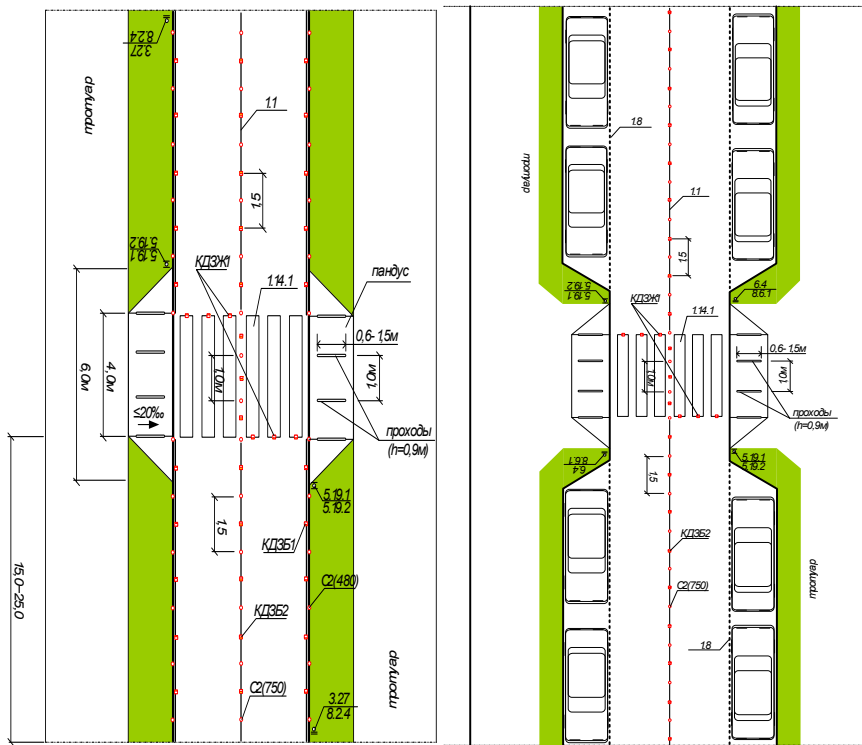 8.2.4
3.27
тротуар
1.1
1,5
5.19.2
5.19.1
КДЗЖ1
1.14.1
пандус
0,6-1,5м
6,0м
4,0м
1,0м
1,0м
≤20‰
проходы
(h=0,9м)
5.19.1
5.19.2
1,5
КДЗБ1
15,0-25,0
С2(480)
КДЗБ2
тротуар
С2(750)
3.27
8.2.4
1.8
тротуар
1.1
1,5
5.19.2
5.19.1
6.4
8.6.1
КДЗЖ1
1.14.1
0,6-1,5м
1,0м
1,0м
проходы
(h=0,9м)
8.6.1
6.4
5.19.1
5.19.2
1,5
КДЗБ2
тротуар
С2(750)
1.8